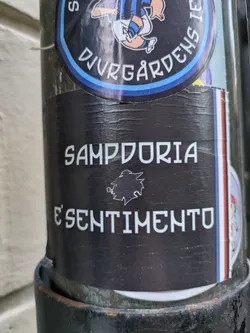 DJURGÅRDENS IF
SAMPDORIA
E' SENTIMENTO